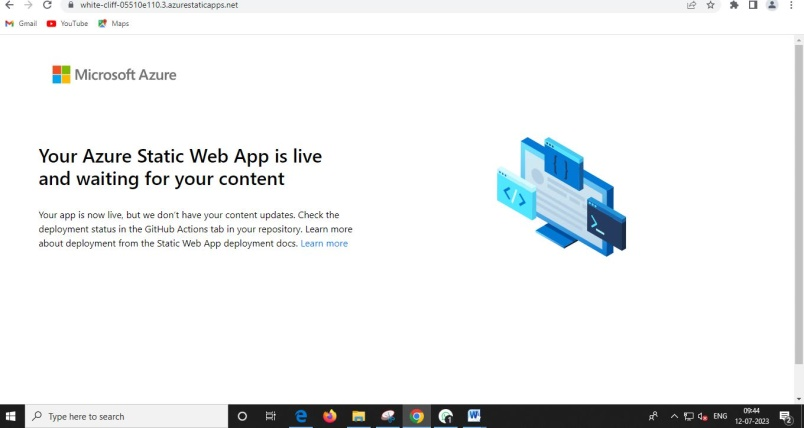 white-cliff-05510e110.3.azurestaticapps.net
Gmail
YouTube
Maps
Microsoft Azure
Your Azure Static Web App is live
and waiting for your content
Your app is now live, but we don't have your content updates. Check the
deployment status in the GitHub Actions tab in your repository. Learn more
about deployment from the Static Web App deployment docs. Learn more
Type here to search
ENG
09:44
12-07-2023
2